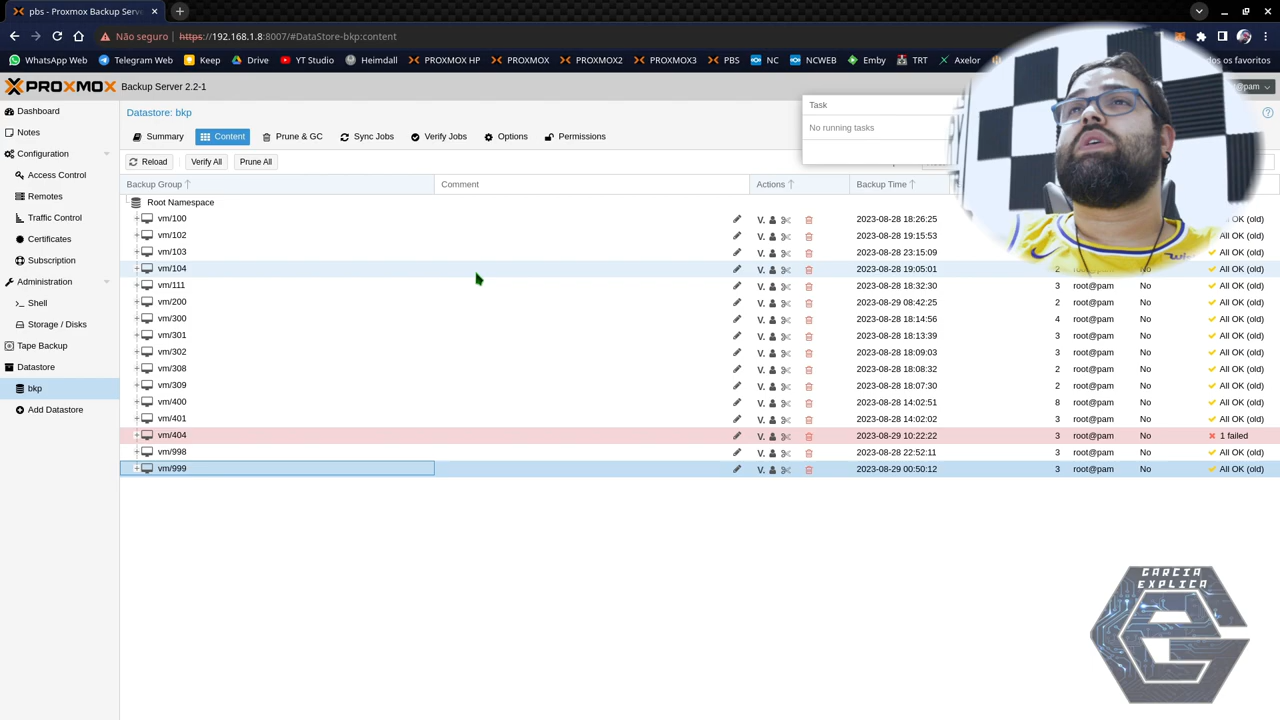 pbs - Proxmox Backup Serv
Não seguro https://192.168.1.8:8007/#DataStore-bkp:content
WhatsApp Web Telegram Web Keep Drive YT Studio Heimdall PROXMOX HP PROXMOX PROXMOX2 PROXMOX3 PBS NC NCWEB Emby TRT Axelor os favoritos
PROXMOX Backup Server 2.2-1 @pam
Dashboard
Notes
Configuration
Access Control
Remotes
Traffic Control
Certificates
Subscription
Administration
Shell
Storage / Disks
Tape Backup
Datastore
bkp
Add Datastore
Datastore: bkp
Summary Content Prune & GC Sync Jobs Verify Jobs Options Permissions
Task
No running tasks
Reload Verify All Prune All
Backup Group Comment Actions Backup Time
Root Namespace
vm/100 V. 2023-08-28 18:26:25 All OK (old)
vm/102 V. 2023-08-28 19:15:53 All OK (old)
vm/103 V. 2023-08-28 23:15:09 All OK (old)
vm/104 V. 2023-08-28 19:05:01 2 root@pam No All OK (old)
vm/111 V. 2023-08-28 18:32:30 3 root@pam No All OK (old)
vm/200 V. 2023-08-29 08:42:25 2 root@pam No All OK (old)
vm/300 V. 2023-08-28 18:14:56 4 root@pam No All OK (old)
vm/301 V. 2023-08-28 18:13:39 3 root@pam No All OK (old)
vm/302 V. 2023-08-28 18:09:03 3 root@pam No All OK (old)
vm/308 V. 2023-08-28 18:08:32 2 root@pam No All OK (old)
vm/309 V. 2023-08-28 18:07:30 2 root@pam No All OK (old)
vm/400 V. 2023-08-28 14:02:51 8 root@pam No All OK (old)
vm/401 V. 2023-08-28 14:02:02 3 root@pam No All OK (old)
vm/404 V. 2023-08-29 10:22:22 3 root@pam No 1 failed
vm/998 V. 2023-08-28 22:52:11 3 root@pam No All OK (old)
vm/999 V. 2023-08-29 00:50:12 3 root@pam No All OK (old)
GARCIA
EXPLICA